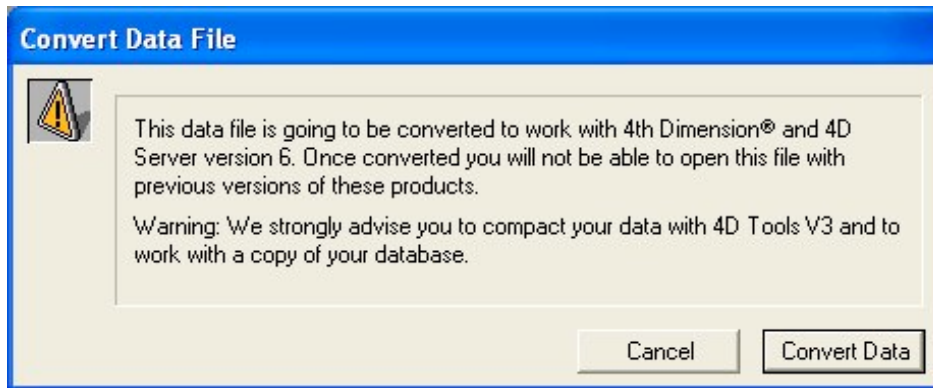 Convert Data File
This data file is going to be converted to work with 4th Dimension® and 4D
Server version 6. Once converted you will not be able to open this file with
previous versions of these products.
Warning: We strongly advise you to compact your data with 4D Tools V3 and to
work with a copy of your database.
Cancel
Convert Data